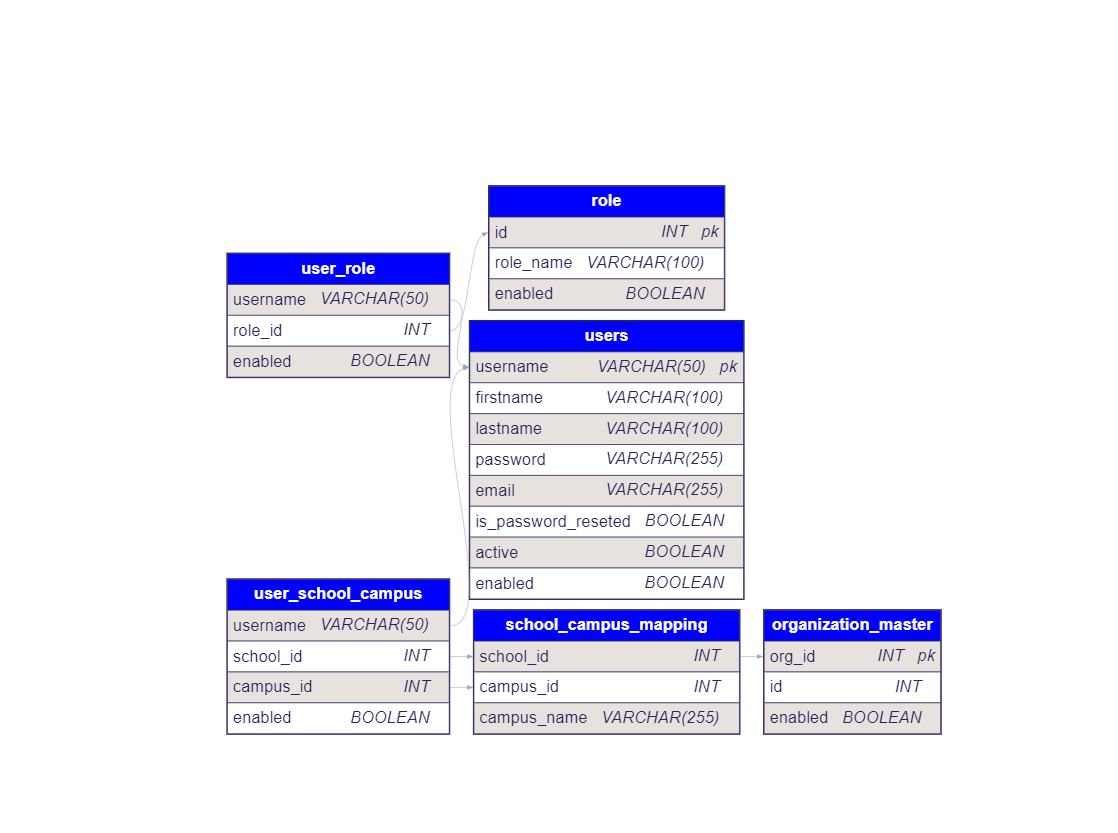 role
id INT pk
role_name VARCHAR(100)
enabled BOOLEAN
user_role
username VARCHAR(50)
role_id INT
enabled BOOLEAN
users
username VARCHAR(50) pk
firstname VARCHAR(100)
lastname VARCHAR(100)
password VARCHAR(255)
email VARCHAR(255)
is_password_reseted BOOLEAN
active BOOLEAN
enabled BOOLEAN
user_school_campus
username VARCHAR(50)
school_id INT
campus_id INT
enabled BOOLEAN
school_campus_mapping
school_id INT
campus_id INT
campus_name VARCHAR(255)
organization_master
org_id INT pk
id INT
enabled BOOLEAN